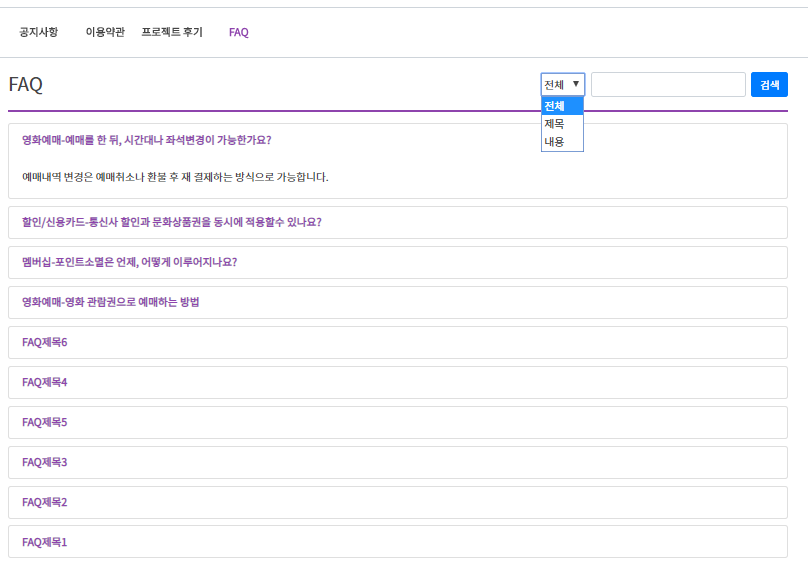 공지사항 이용약관 프로젝트 후기 FAQ
FAQ 전체 ▼ 검색
전체
제목
내용
영화예매-예매를 한 뒤, 시간대나 좌석변경이 가능한가요?
예매내역 변경은 예매취소나 환불 후 재 결제하는 방식으로 가능합니다.
할인/신용카드-통신사 할인과 문화상품권을 동시에 적용할수 있나요?
멤버십-포인트소멸은 언제, 어떻게 이루어지나요?
영화예매-영화 관람권으로 예매하는 방법
FAQ제목6
FAQ제목4
FAQ제목5
FAQ제목3
FAQ제목2
FAQ제목1